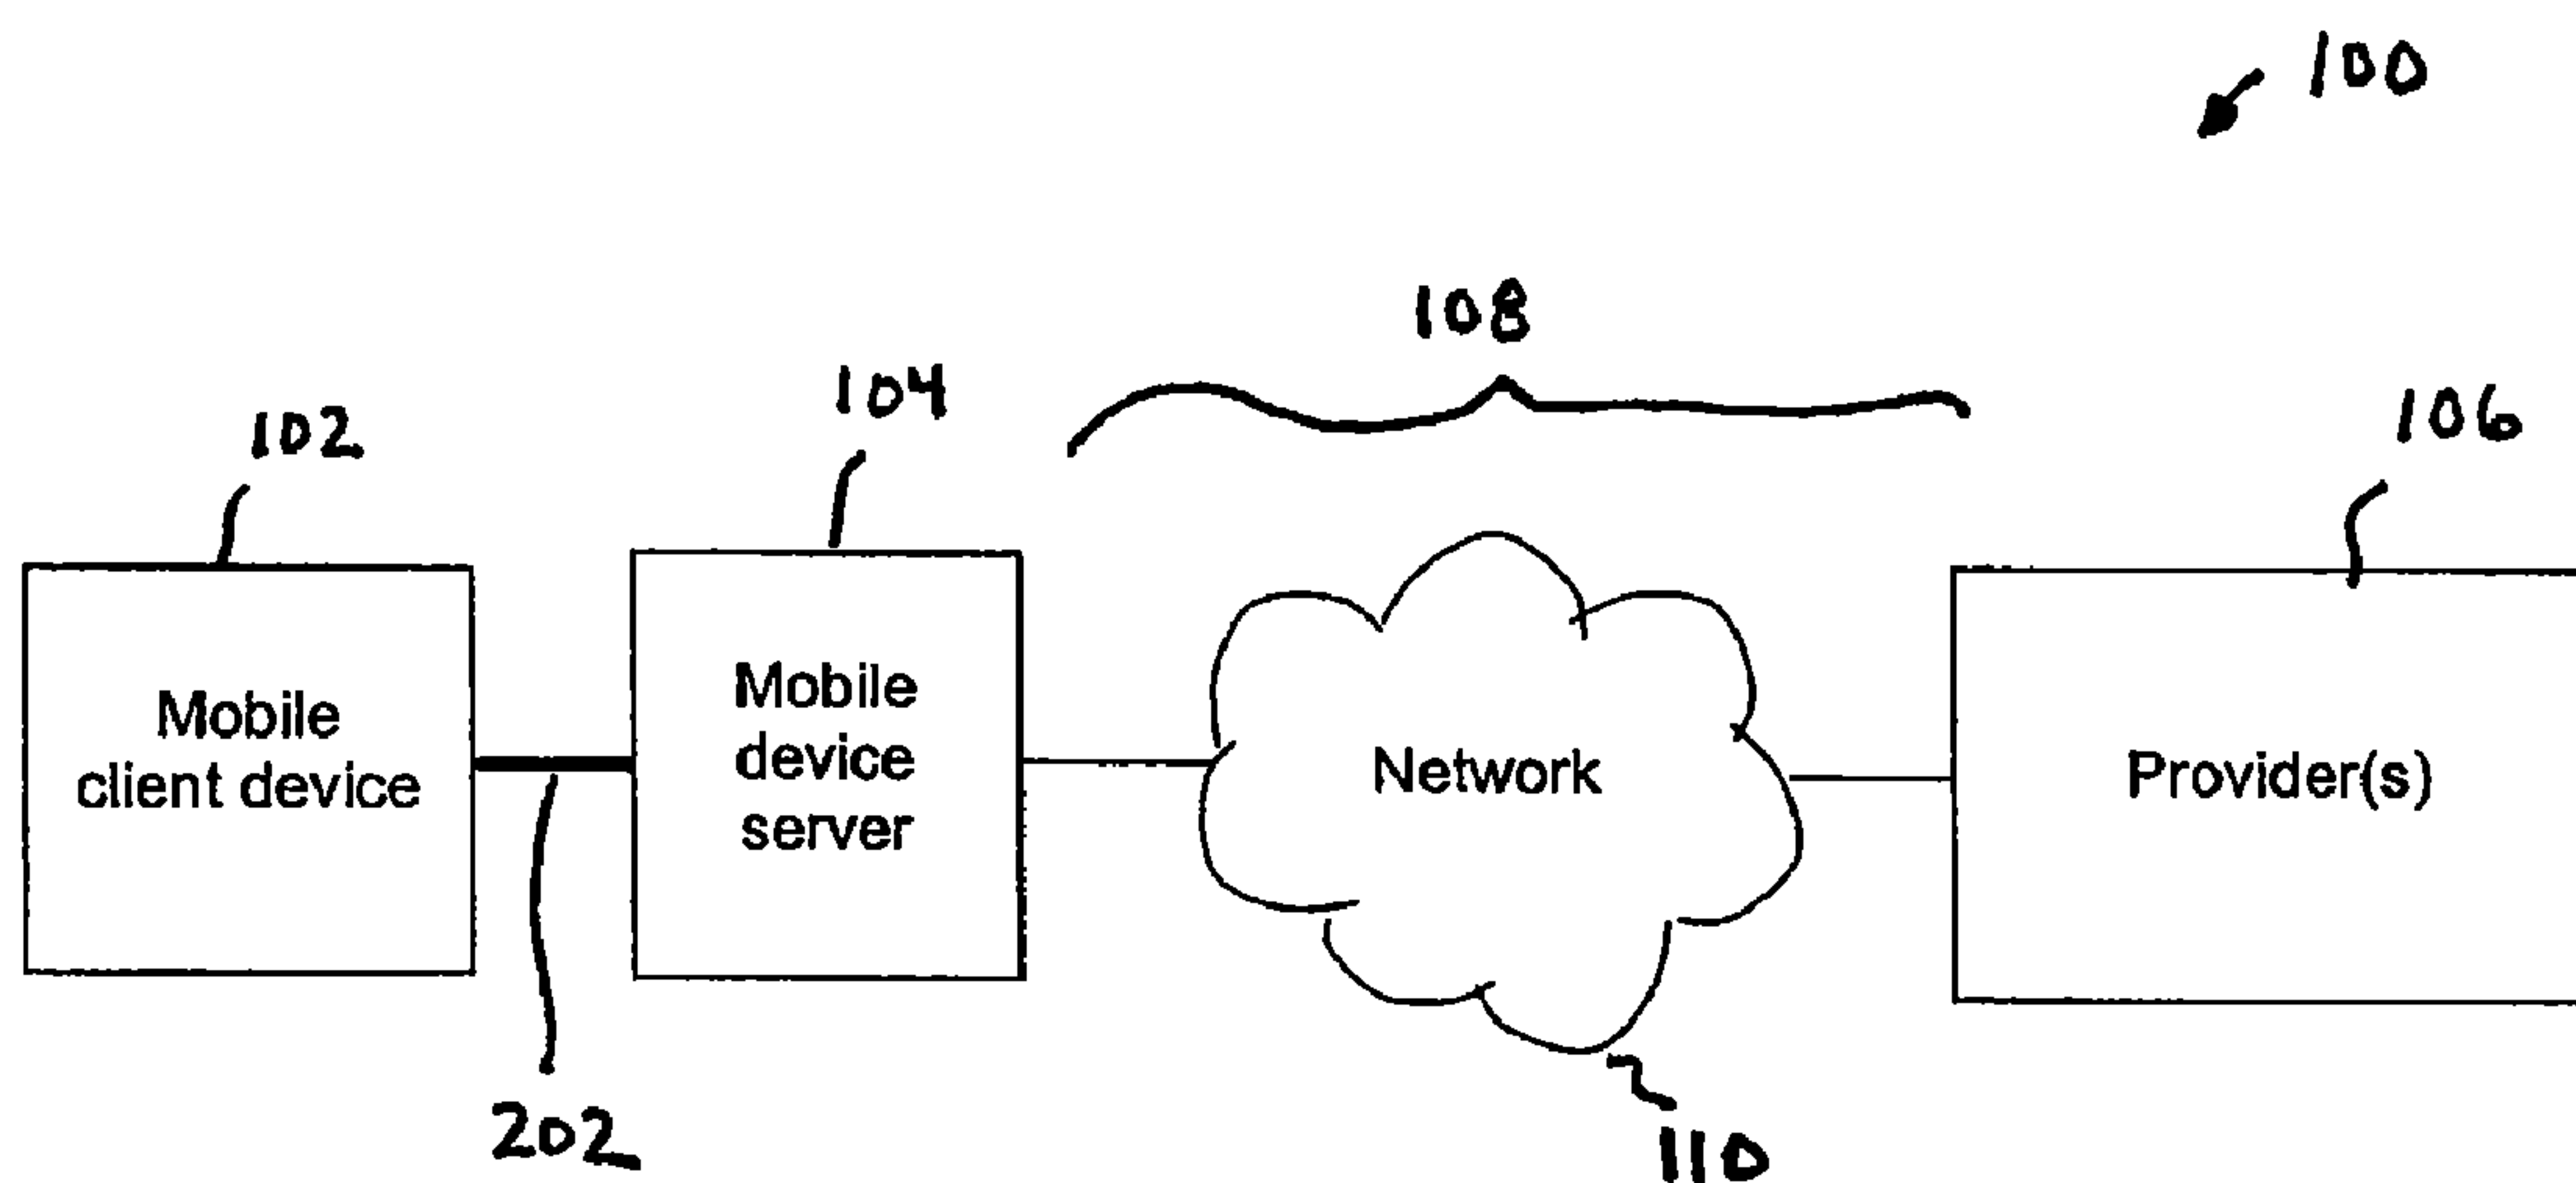 100
108
104
106
102
Mobile
client device
Mobile
device
server
Network
Provider(s)
202
110